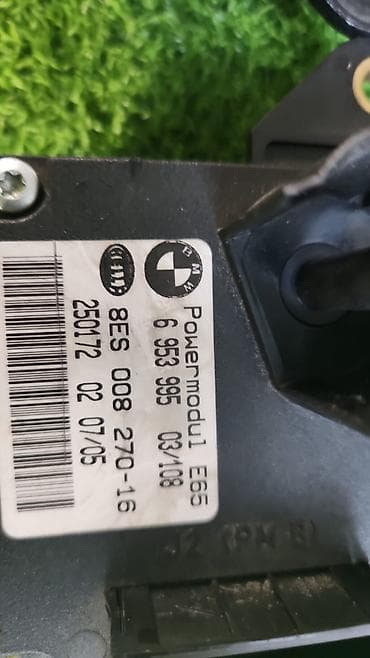 BMW
Powermodul E65
6 953 995 03/108
8ES 008 270-16
250172 02 07/05